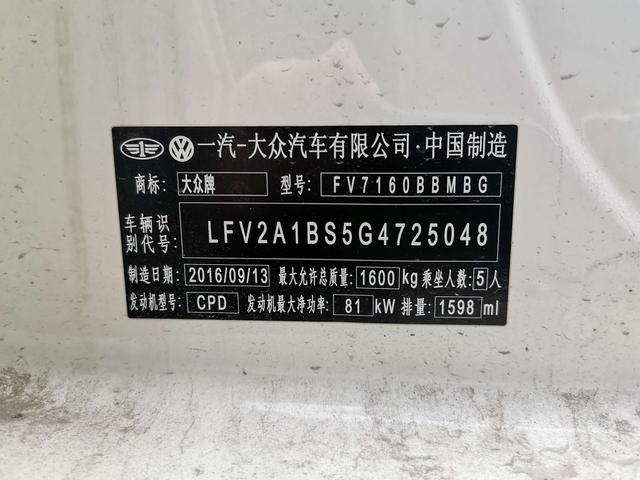 一汽-大众汽车有限公司·中国制造
商标: 大众牌 型号: FV7160BBMBG
车辆识别代号: LFV2A1BS5G4725048
制造日期: 2016/09/13 最大允许总质量: 1600 kg 乘坐人数: 5 人
发动机型号: CPD 发动机最大净功率: 81 kW 排量: 1598 ml